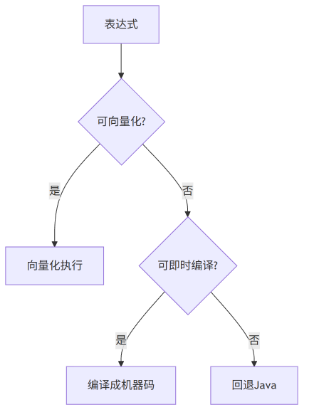 表达式
可向量化?
是
否
向量化执行
可即时编译?
是
否
编译成机器码
回退Java